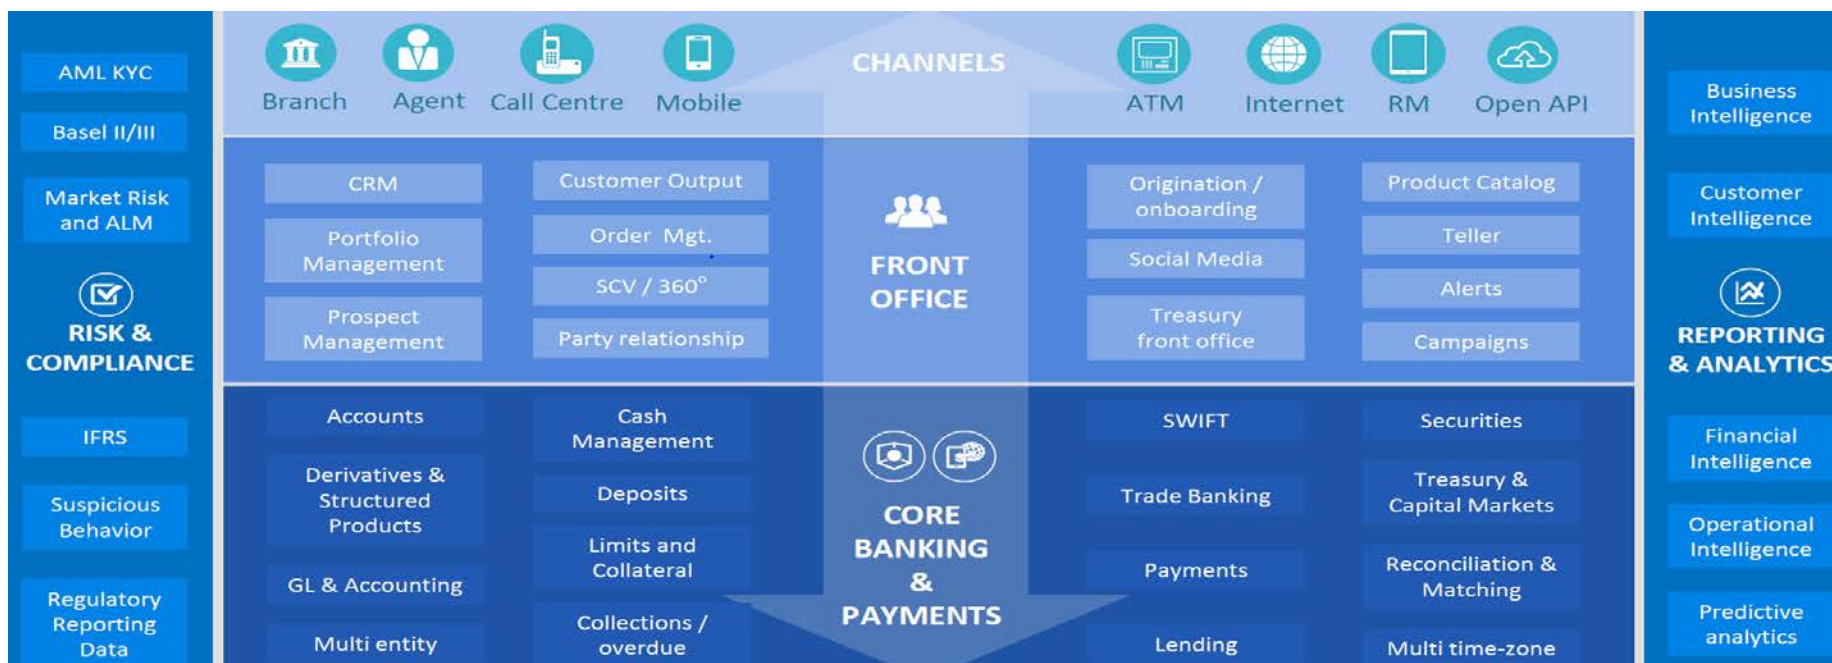 AML KYC
Basel II/III
Market Risk
and ALM
RISK &
COMPLIANCE
IFRS
Suspicious
Behavior
Regulatory
Reporting
Data
CHANNELS
Branch
Agent
Call Centre
Mobile
ATM
Internet
RM
Open API
CRM
Portfolio
Management
Prospect
Management
Customer Output
Order Mgt.
SCV / 360°
Party relationship
FRONT
OFFICE
Origination /
onboarding
Social Media
Treasury
front office
Product Catalog
Teller
Alerts
Campaigns
Accounts
Derivatives &
Structured
Products
GL & Accounting
Multi entity
Cash
Management
Deposits
Limits and
Collateral
Collections /
overdue
CORE
BANKING
&
PAYMENTS
SWIFT
Trade Banking
Payments
Lending
Securities
Treasury &
Capital Markets
Reconciliation &
Matching
Multi time-zone
Business
Intelligence
Customer
Intelligence
REPORTING
& ANALYTICS
Financial
Intelligence
Operational
Intelligence
Predictive
analytics